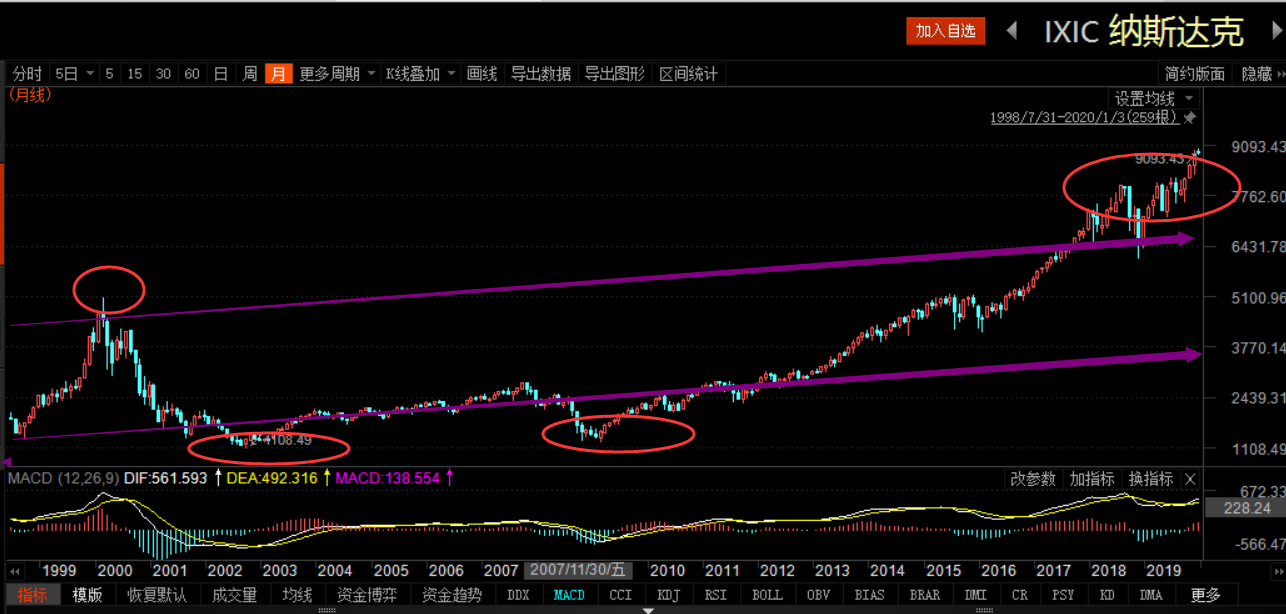 加入自选 IXIC 纳斯达克
分时 5日 5 15 30 60 日 周 月 更多周期 K线叠加 画线 导出数据 导出图形 区间统计 简约版面 隐藏
(月线)
设置均线
1998/7/31-2020/1/3(259根)
9093.43
9093.43
7762.60
6431.78
5100.96
3770.14
2439.31
1108.49
1108.49
MACD (12,26,9) DIF:561.593 DEA:492.316 MACD:138.554 改参数 加指标 换指标 X
672.33
228.24
-566.47
1999 2000 2001 2002 2003 2004 2005 2006 2007 2007/11/30/五 2010 2011 2012 2013 2014 2015 2016 2017 2018 2019
指标 模版 恢复默认 成交量 均线 资金博弈 资金趋势 DDX MACD CCI KDJ RSI BOLL OBV BIAS BRAR DMI CR PSY KD DMA 更多